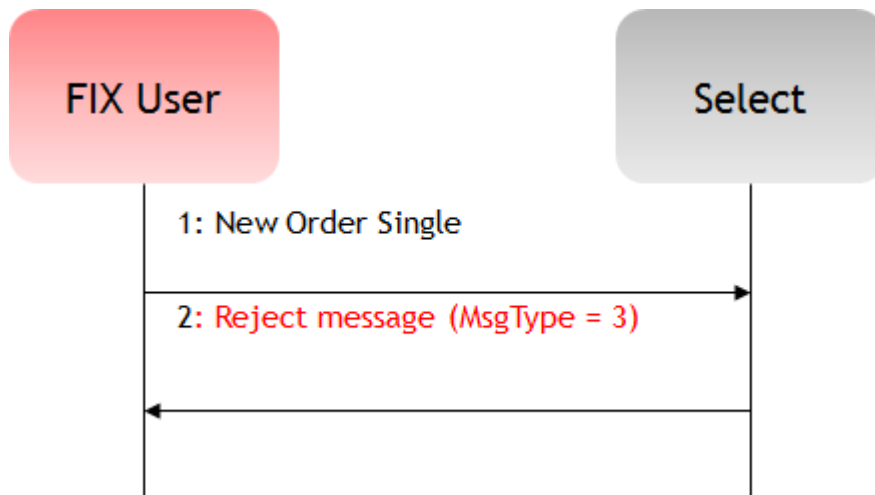 FIX User
Select
1: New Order Single
2: Reject message (MsgType = 3)